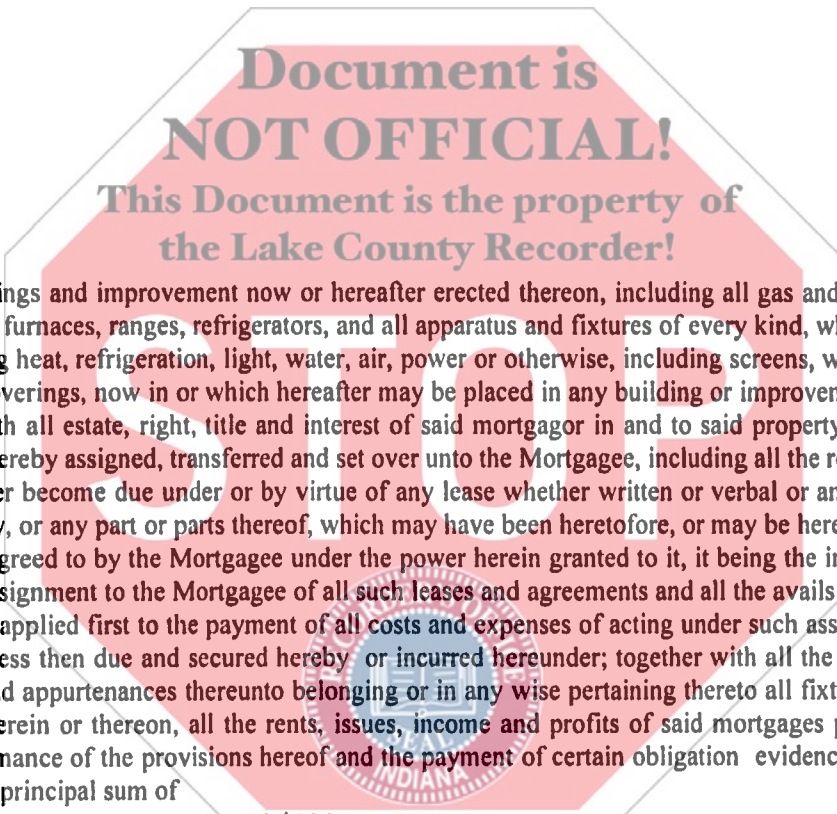 Document is
NOT OFFICIAL!
This Document is the property of
the Lake County Recorder!
ings and improvement now or hereafter erected thereon, including all gas and
furnaces, ranges, refrigerators, and all apparatus and fixtures of every kind, wh
g heat, refrigeration, light, water, air, power or otherwise, including screens, w
verings, now in or which hereafter may be placed in any building or improven
th all estate, right, title and interest of said mortgagor in and to said property
ereby assigned, transferred and set over unto the Mortgagee, including all the r
er become due under or by virtue of any lease whether written or verbal or an
, or any part or parts thereof, which may have been heretofore, or may be here
greed to by the Mortgagee under the power herein granted to it, it being the in
signment to the Mortgagee of all such leases and agreements and all the avails
applied first to the payment of all costs and expenses of acting under such ass
ess then due and secured hereby or incurred hereunder; together with all the
d appurtenances thereunto belonging or in any wise pertaining thereto all fixt
erein or thereon, all the rents, issues, income and profits of said mortgages p
nance of the provisions hereof and the payment of certain obligation evidenc
principal sum of
STOP
RECORDER'S OFFICE
SEAL
INDIANA